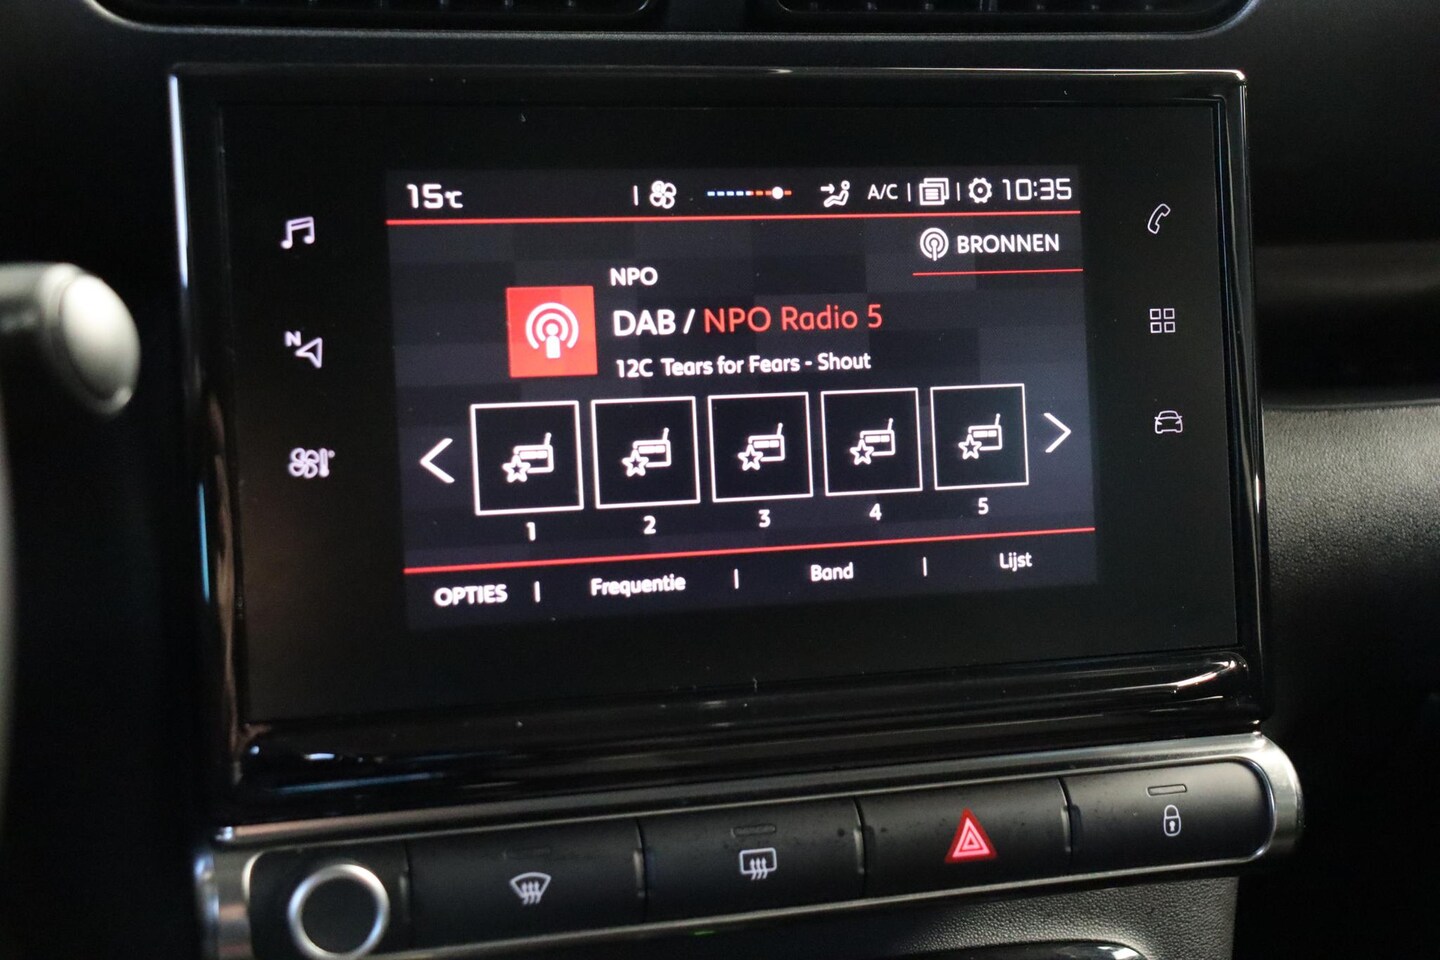 15°C A/C 10:35
BRONNEN
NPO
DAB / NPO Radio 5
12C Tears for Fears - Shout
1 2 3 4 5
OPTIES | Frequentie | Band | Lijst
N